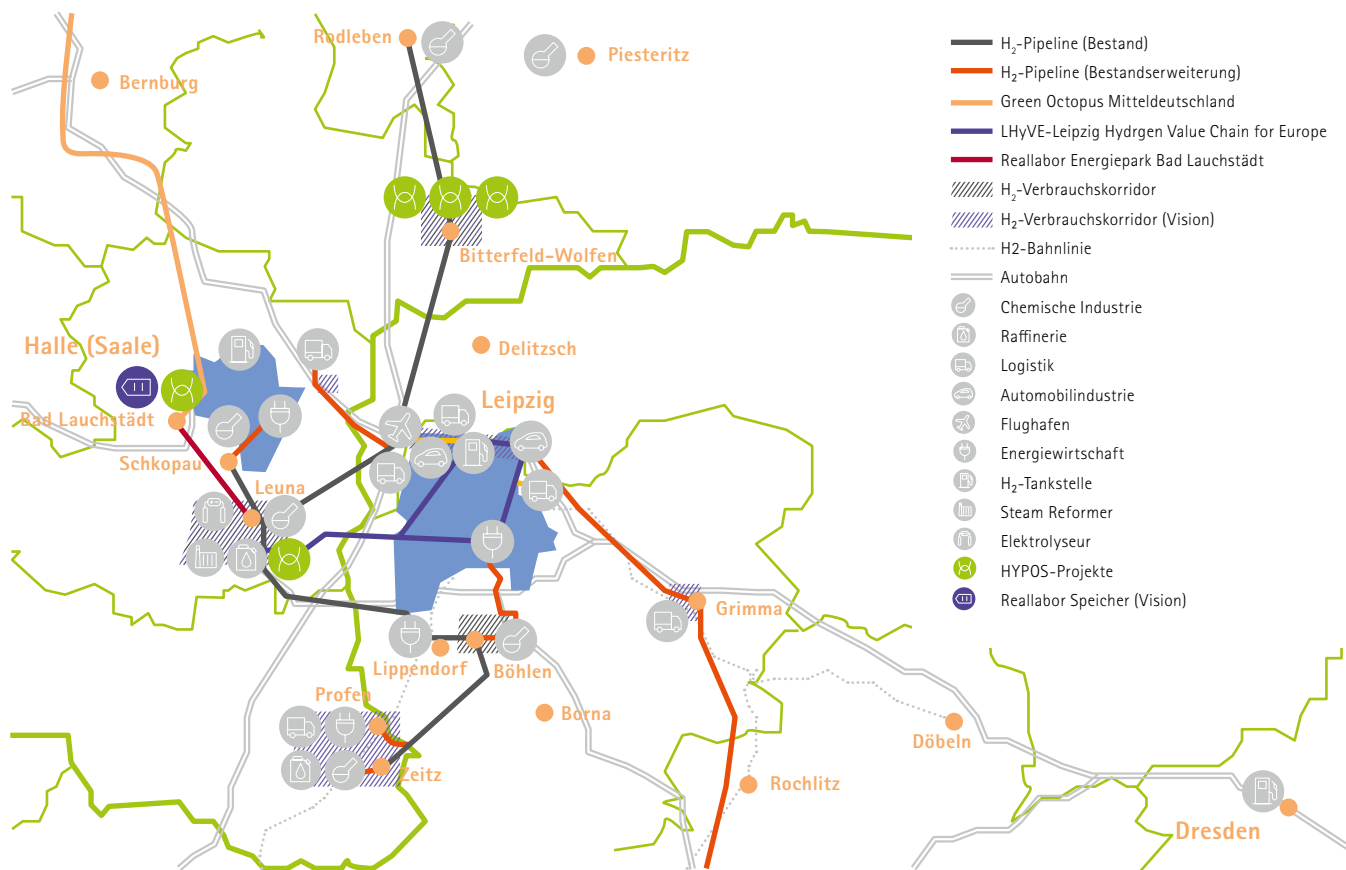 Rodleben
Piesteritz
Bernburg
Bitterfeld-Wolfen
Delitzsch
Halle (Saale)
Leipzig
Bad Lauchstädt
Schkopau
Leuna
Grimma
Lippendorf
Böhlen
Profen
Borna
Zeitz
Döbeln
Rochlitz
Dresden
H₂-Pipeline (Bestand)
H₂-Pipeline (Bestandserweiterung)
Green Octopus Mitteldeutschland
LHyVE-Leipzig Hydrgen Value Chain for Europe
Reallabor Energiepark Bad Lauchstädt
H₂-Verbrauchskorridor
H₂-Verbrauchskorridor (Vision)
H2-Bahnlinie
Autobahn
Chemische Industrie
Raffinerie
Logistik
Automobilindustrie
Flughafen
Energiewirtschaft
H₂-Tankstelle
Steam Reformer
Elektrolyseur
HYPOS-Projekte
Reallabor Speicher (Vision)